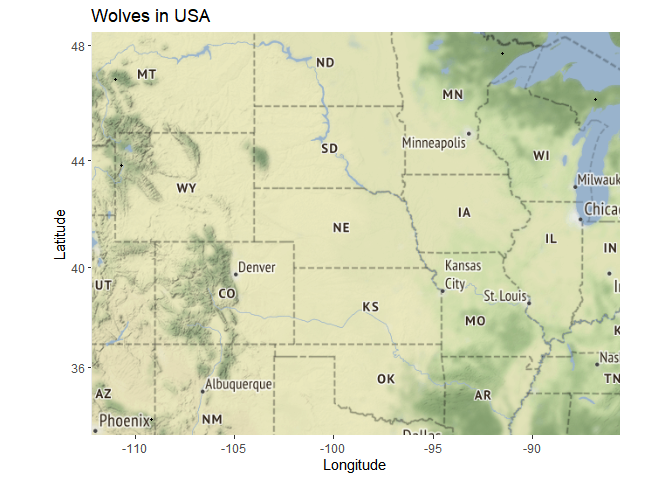 Wolves in USA
48
44
40
36
Latitude
MT
ND
MN
Minneapolis
SD
WI
WY
Milwauk
Chica
NE
IA
IL
IN
UT
Denver
CO
Kansas
City
St. Louis
KS
MO
I
K
Nas
OK
TN
AZ
Albuquerque
AR
Phoenix
NM
Dallas
-110
-105
-100
-95
-90
Longitude